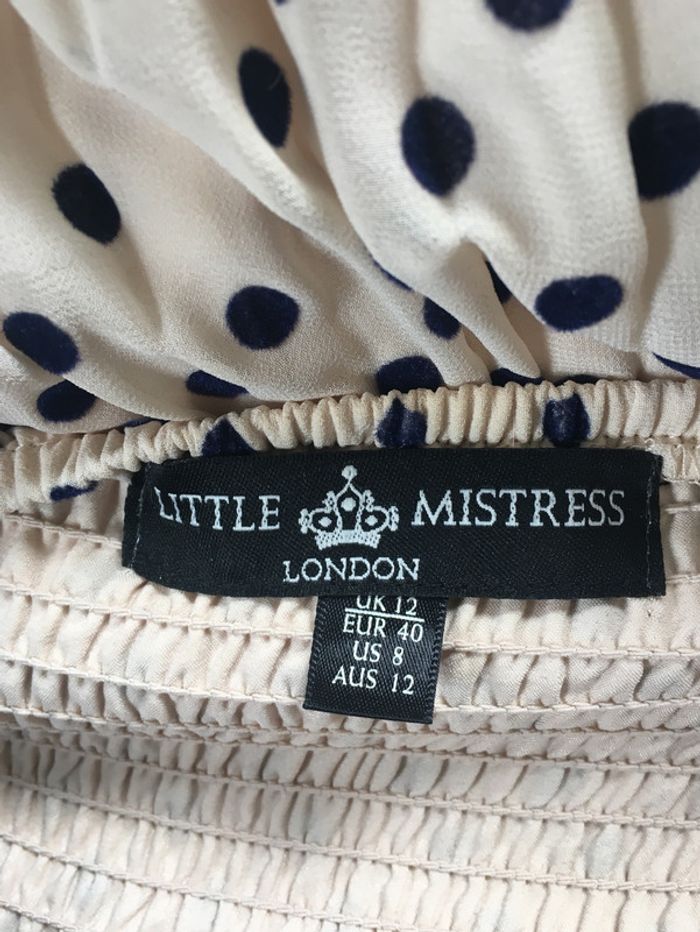 LITTLE MISTRESS
LONDON
UK 12
EUR 40
US 8
AUS 12